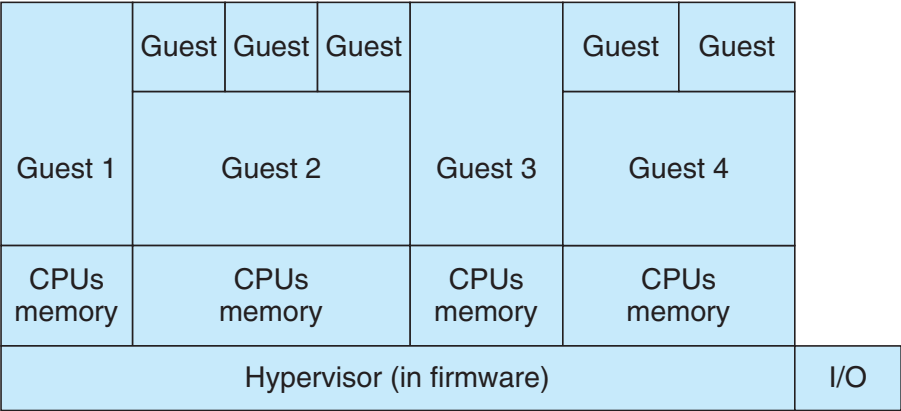 Guest Guest Guest Guest Guest
Guest 1 Guest 2 Guest 3 Guest 4
CPUs CPUs CPUs CPUs
memory memory memory memory
Hypervisor (in firmware) I/O